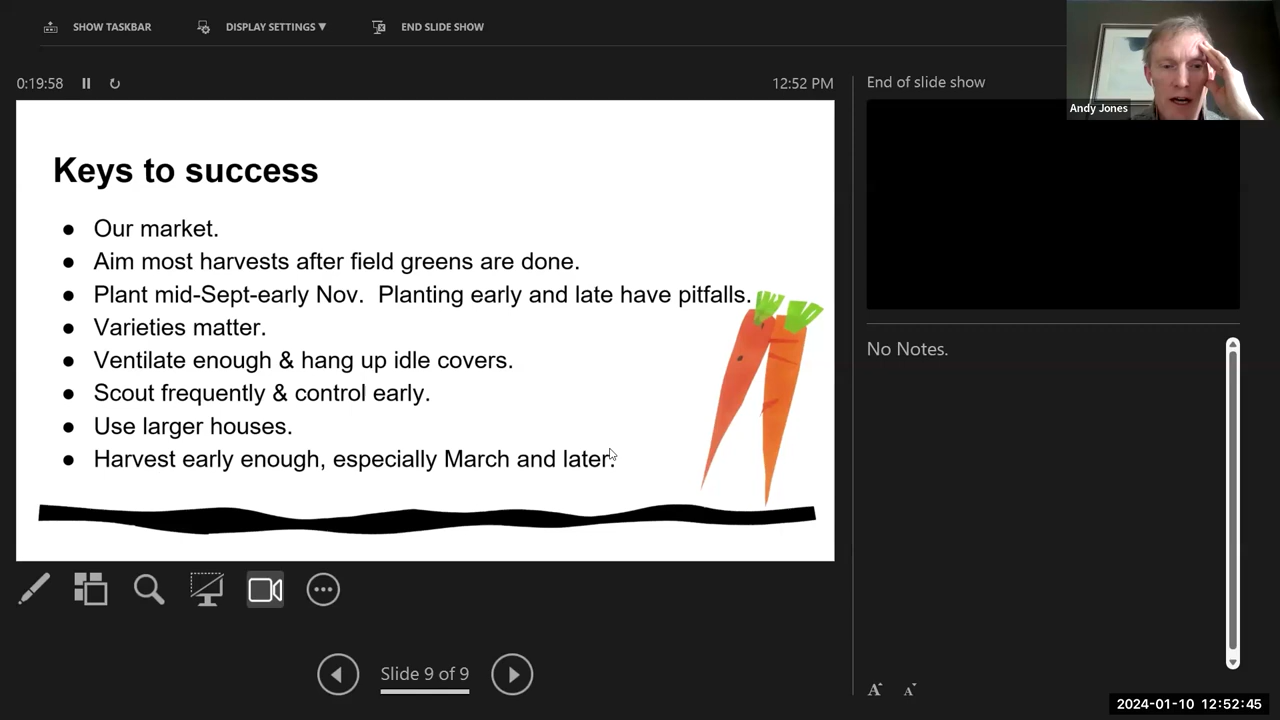 SHOW TASKBAR
DISPLAY SETTINGS ▼
END SLIDE SHOW
Andy Jones
0:19:58
12:52 PM
End of slide show
Keys to success
● Our market.
● Aim most harvests after field greens are done.
● Plant mid-Sept-early Nov. Planting early and late have pitfalls.
● Varieties matter.
● Ventilate enough & hang up idle covers.
● Scout frequently & control early.
● Use larger houses.
● Harvest early enough, especially March and later.
No Notes.
Slide 9 of 9
A A
2024-01-10 12:52:45